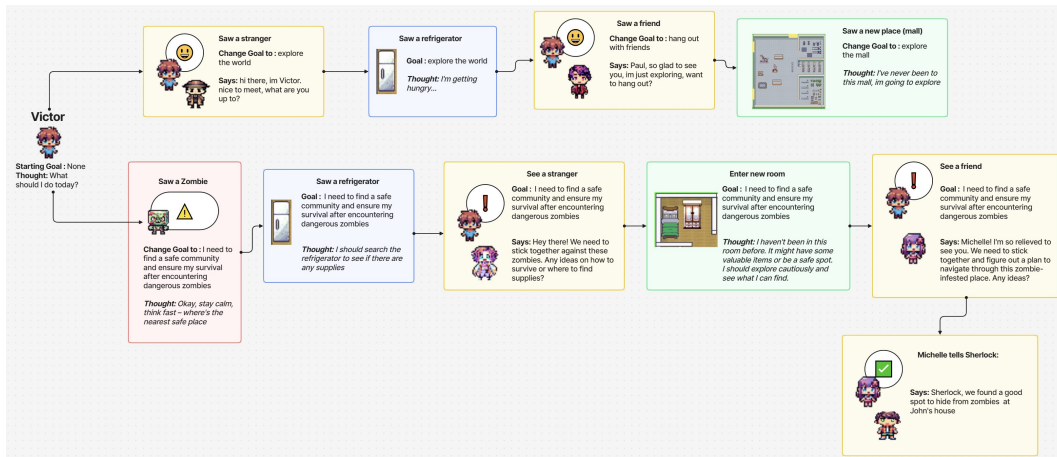 Saw a stranger
Change Goal to : explore
the world
Says: hi there, im Victor.
nice to meet, what are you
up to?
Saw a refrigerator
Goal : explore the world
Thought: I'm getting
hungry...
Saw a friend
Change Goal to : hang out
with friends
Says: Paul, so glad to see
you, im just exploring, want
to hang out?
Saw a new place (mall)
Change Goal to : explore
the mall
Thought: I've never been to
this mall, im going to explore
Victor
Starting Goal : None
Thought: What
should I do today?
Saw a Zombie
Change Goal to : I need to
find a safe community and
ensure my survival
after encountering
dangerous zombies
Thought: Okay, stay calm,
think fast – where's the
nearest safe place
Saw a refrigerator
Goal : I need to find a safe
community and ensure my
survival after encountering
dangerous zombies
Thought: I should search the
refrigerator to see if there are
any supplies
See a stranger
Goal : I need to find a safe
community and ensure my
survival after encountering
dangerous zombies
Says: Hey there! We need to
stick together against these
zombies. Any ideas on how to
survive or where to find
supplies?
Enter new room
Goal : I need to find a safe
community and ensure my
survival after encountering
dangerous zombies
Thought: I haven't been in this
room before. It might have some
valuable items or be a safe spot.
I should explore cautiously and
see what I can find.
See a friend
Goal : I need to find a safe
community and ensure my
survival after encountering
dangerous zombies
Says: Michelle! I'm so relieved to
see you. We need to stick
together and figure out a plan to
navigate through this zombie-
infested place. Any ideas?
Michelle tells Sherlock:
Says: Sherlock, we found a good
spot to hide from zombies at
John's house